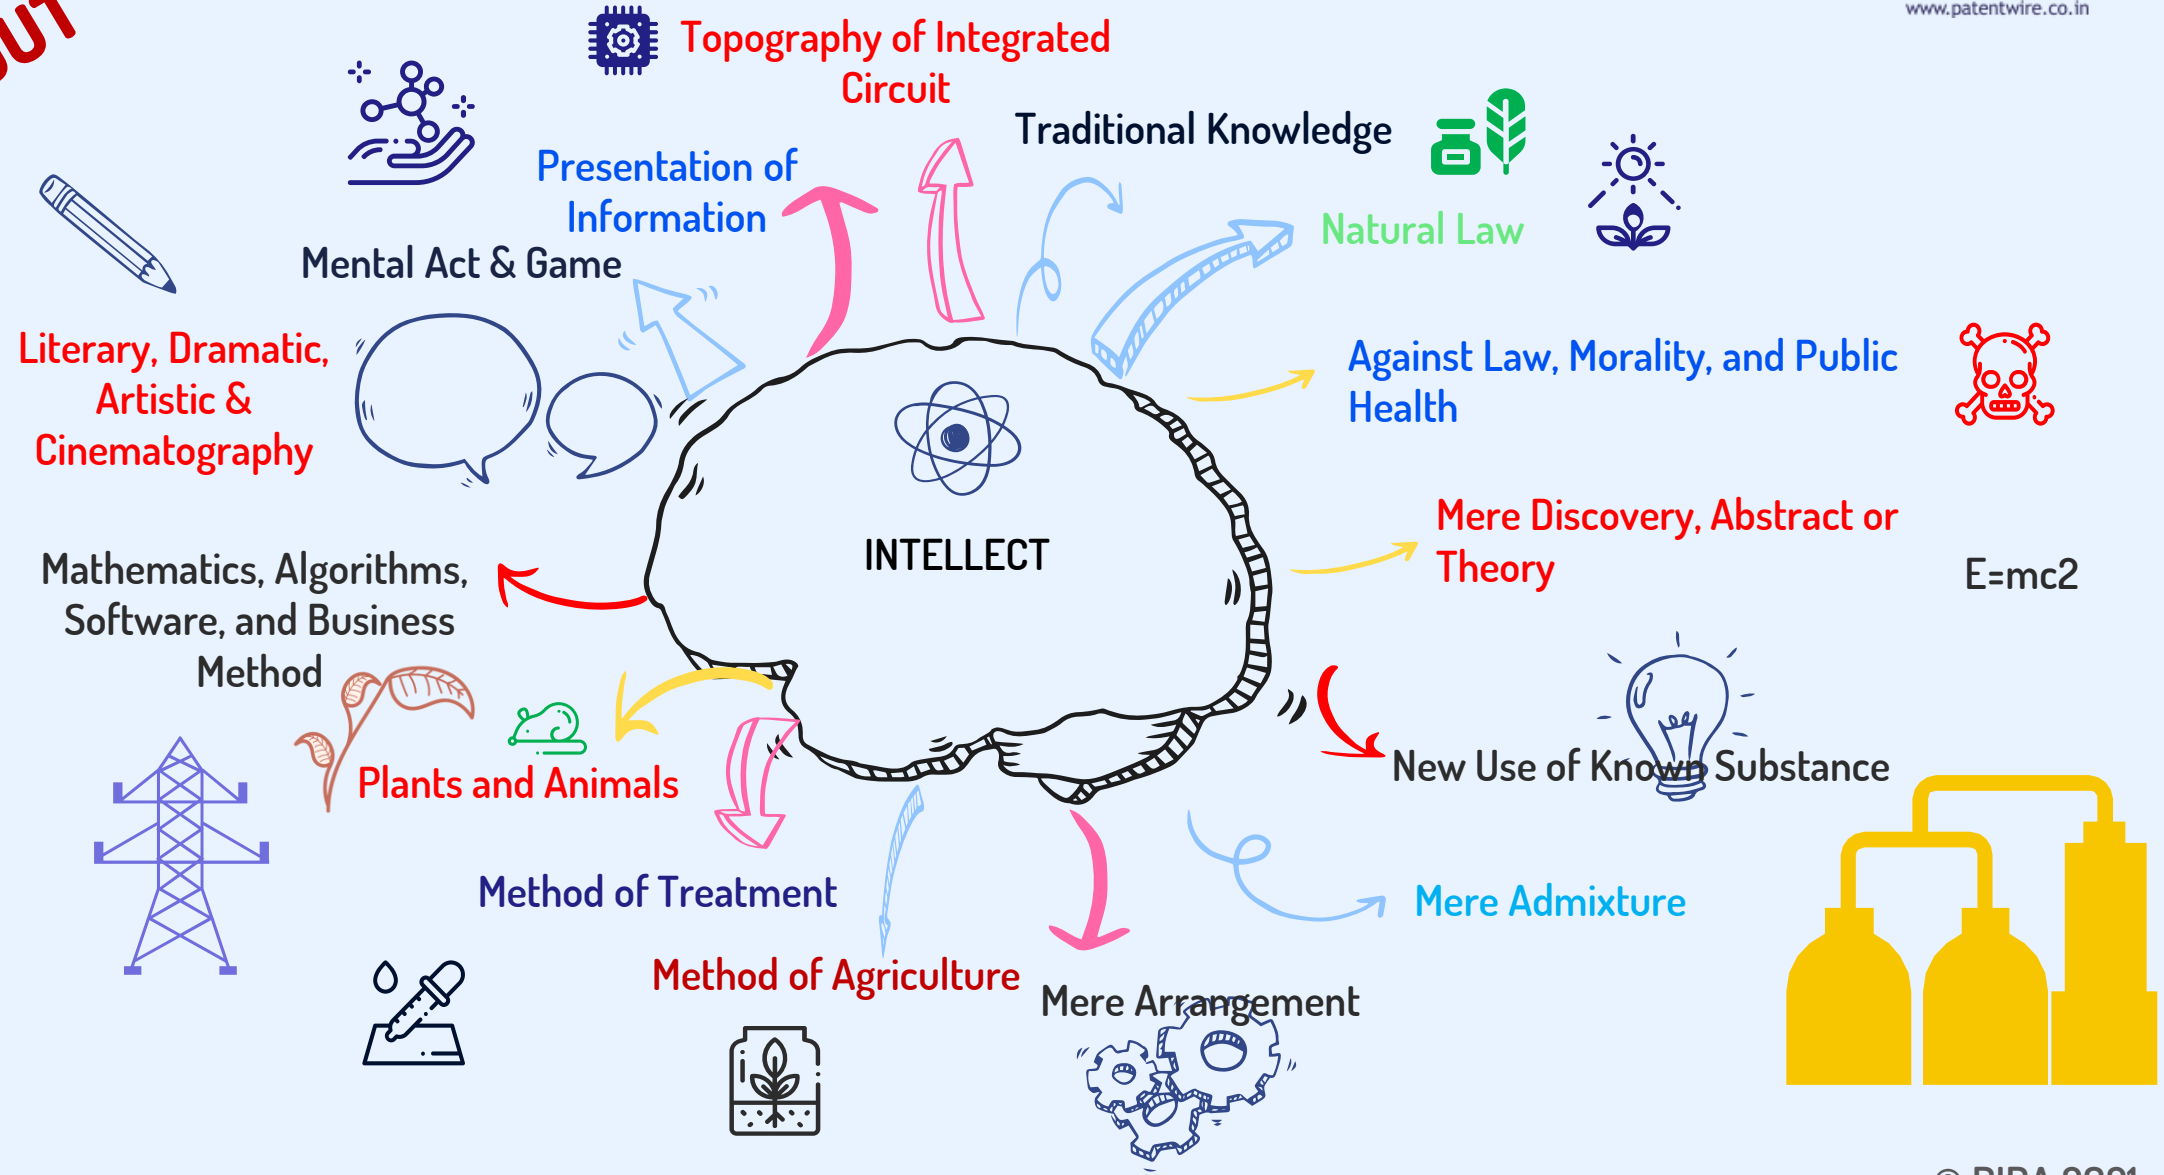 www.patentwire.co.in
Topography of Integrated
Circuit
Traditional Knowledge
Presentation of
Information
Natural Law
Mental Act & Game
Literary, Dramatic,
Artistic &
Cinematography
Against Law, Morality, and Public
Health
Mere Discovery, Abstract or
Theory
E=mc2
INTELLECT
Mathematics, Algorithms,
Software, and Business
Method
New Use of Known Substance
Plants and Animals
Method of Treatment
Mere Admixture
Method of Agriculture
Mere Arrangement